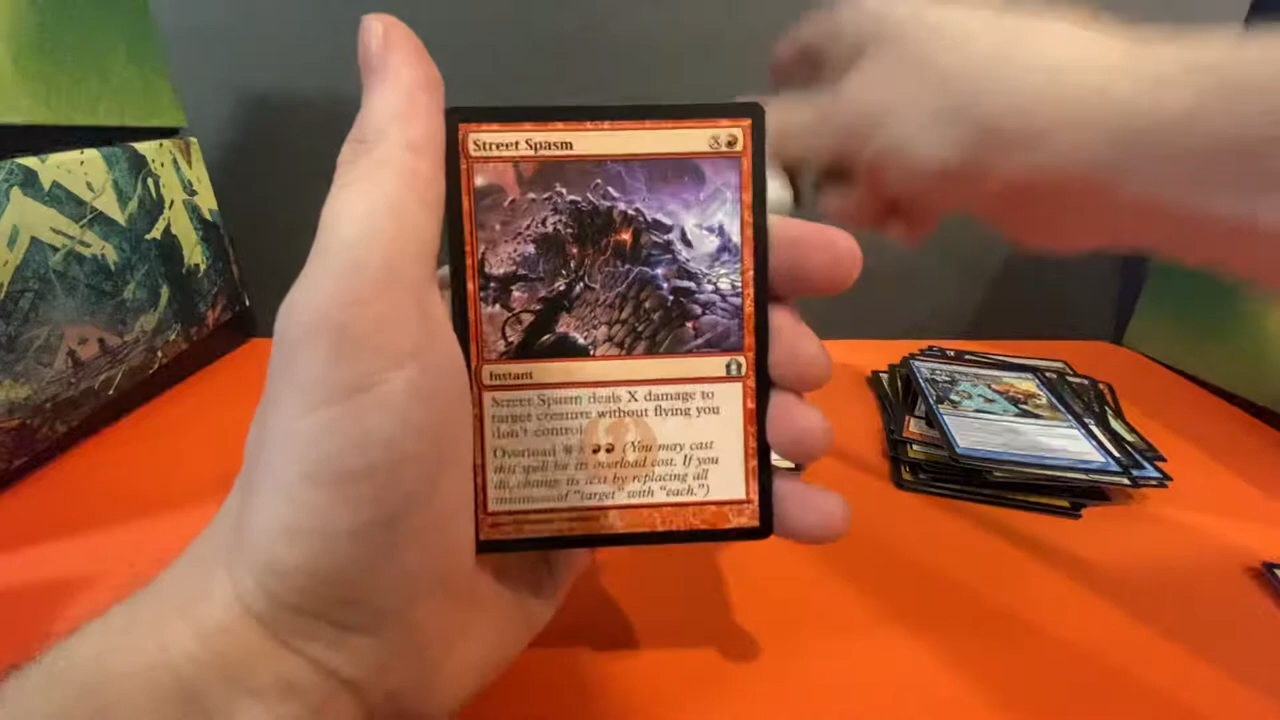 Street Spasm
X
Instant
Street Spasm deals X damage to
target creature without flying you
don't control.
Overload (You may cast
this spell for its overload cost. If you
do, change its text by replacing all
instances of "target" with "each.")